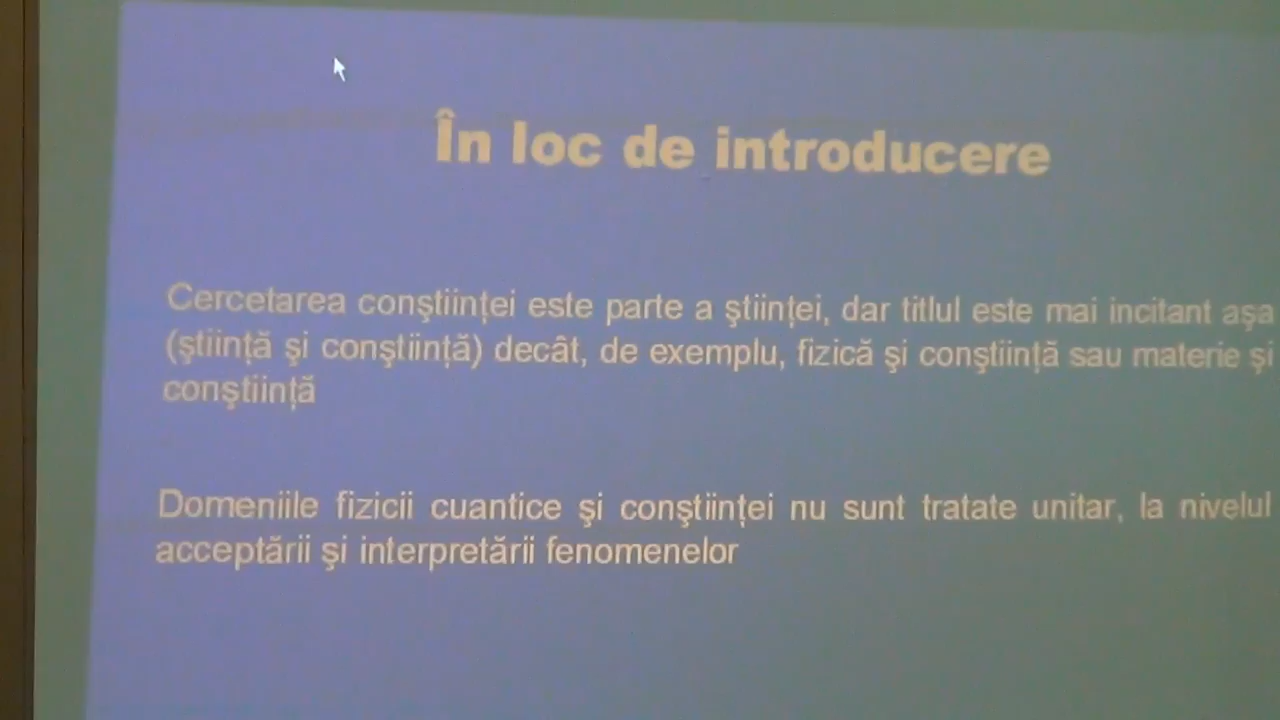 În loc de introducere
Cercetarea conştiinţei este parte a ştiinţei, dar titlul este mai incitant aşa
(ştiinţă şi conştiinţă) decât, de exemplu, fizică şi conştiinţă sau materie şi
conştiinţă
Domeniile fizicii cuantice şi conştiinţei nu sunt tratate unitar, la nivelul
acceptării şi interpretării fenomenelor